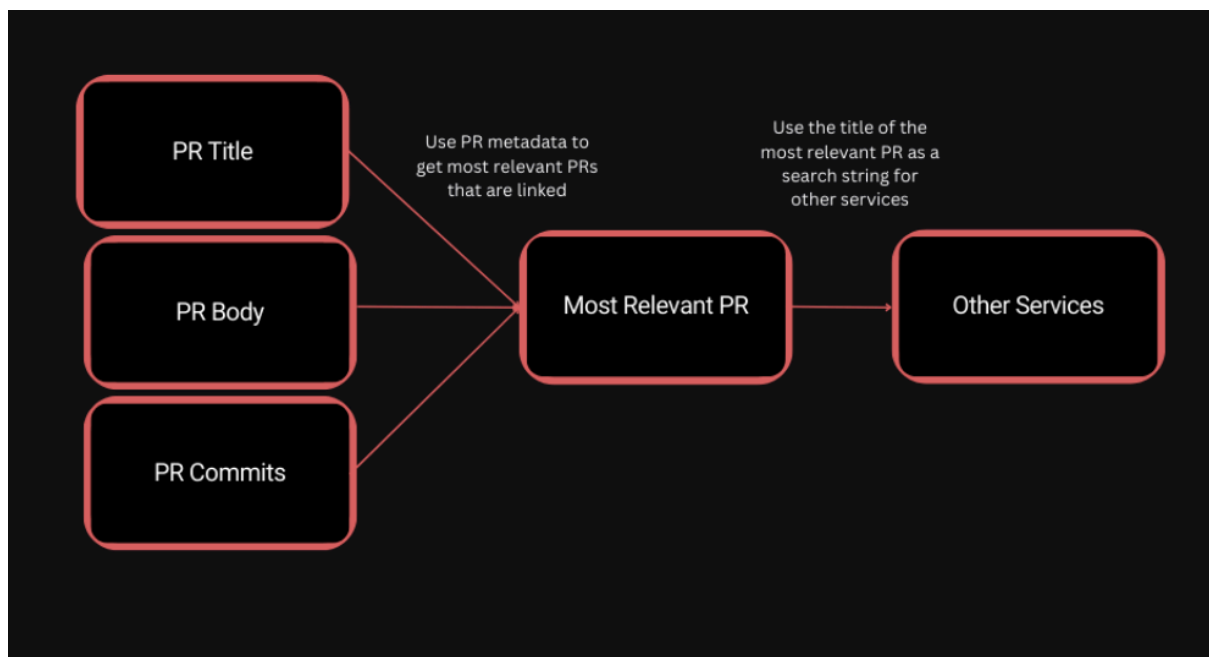 PR Title
Use PR metadata to
get most relevant PRs
that are linked
Use the title of the
most relevant PR as a
search string for
other services
PR Body
Most Relevant PR
Other Services
PR Commits